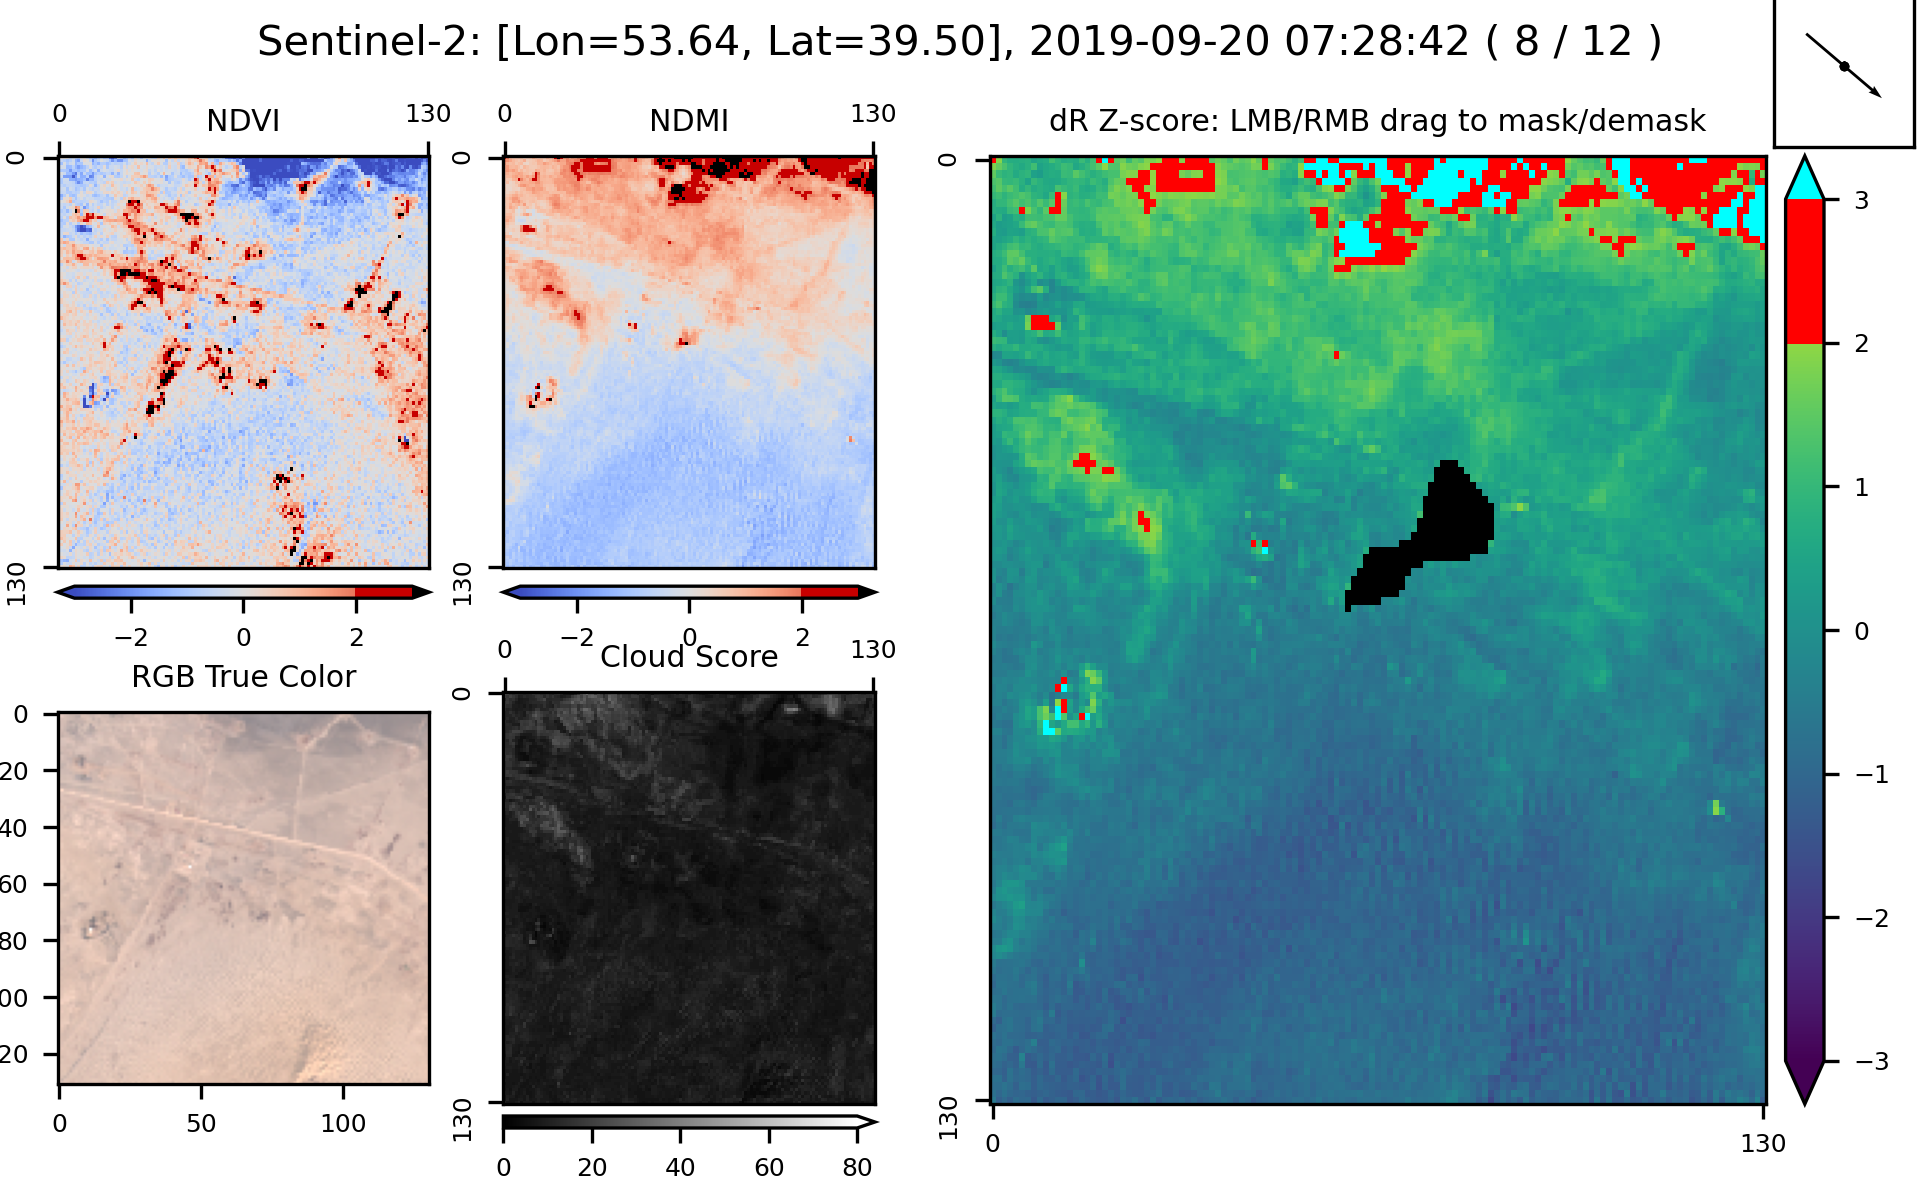 Sentinel-2: [Lon=53.64, Lat=39.50], 2019-09-20 07:28:42 ( 8 / 12 )
0 NDVI 130
0 NDMI 130
dR Z-score: LMB/RMB drag to mask/demask
0
0
0
3
2
1
0
−1
−2
−3
130
130
130
−2 0 2
−2 0 2
RGB True Color
0 Cloud Score 130
0
20
40
60
80
00
20
0 50 100
0
130
0 20 40 60 80
0 130